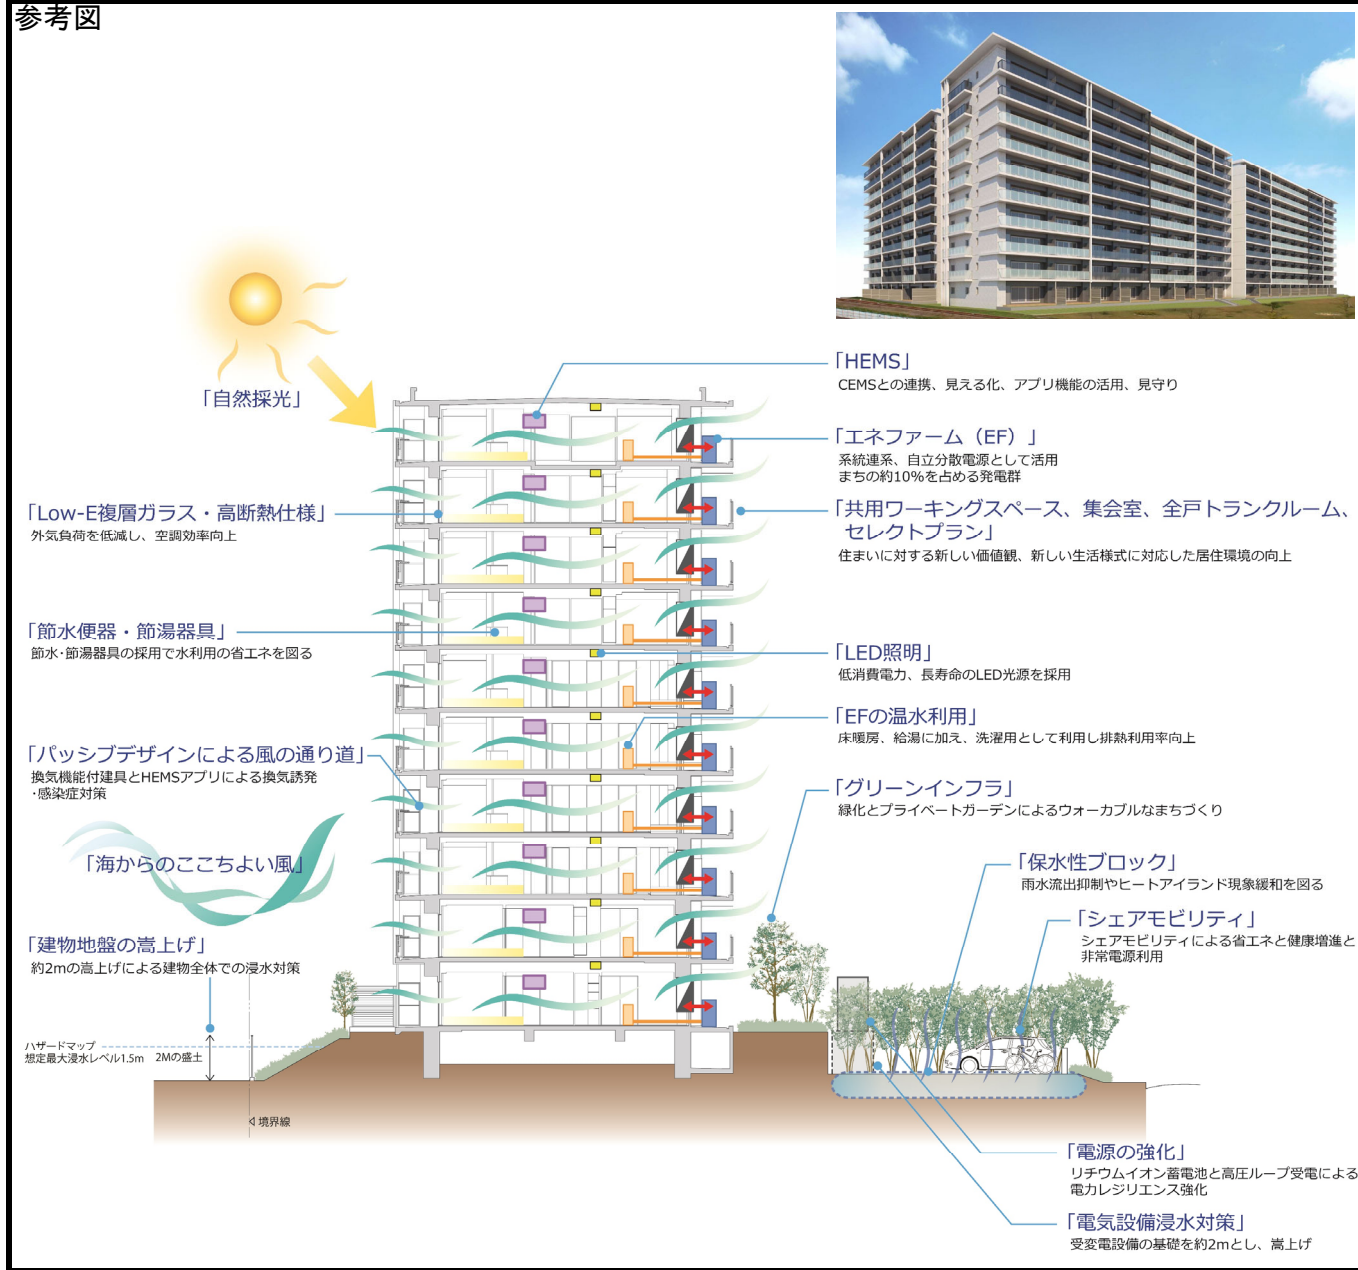 参考図
「自然採光」
「HEMS」
CEMSとの連携、見える化、アプリ機能の活用、見守り
「エネファーム（EF）」
系統連系、自立分散電源として活用
まちの約10%を占める発電群
「Low-E複層ガラス・高断熱仕様」
外気負荷を低減し、空調効率向上
「共用ワーキングスペース、集会室、全戸トランクルーム、
セレクトプラン」
住まいに対する新しい価値観、新しい生活様式に対応した居住環境の向上
「節水便器・節湯器具」
節水・節湯器具の採用で水利用の省エネを図る
「LED照明」
低消費電力、長寿命のLED光源を採用
「EFの温水利用」
床暖房、給湯に加え、洗濯用として利用し排熱利用率向上
「パッシブデザインによる風の通り道」
換気機能付建具とHEMSアプリによる換気誘発
・感染症対策
「グリーンインフラ」
緑化とプライベートガーデンによるウォーカブルなまちづくり
「海からのここちよい風」
「保水性ブロック」
雨水流出抑制やヒートアイランド現象緩和を図る
「シェアモビリティ」
シェアモビリティによる省エネと健康増進と
非常電源利用
「建物地盤の嵩上げ」
約2mの嵩上げによる建物全体での浸水対策
ハザードマップ
想定最大浸水レベル1.5m
2Mの盛土
境界線
「電源の強化」
リチウムイオン蓄電池と高圧ループ受電による
電力レジリエンス強化
「電気設備浸水対策」
受変電設備の基礎を約2mとし、嵩上げ